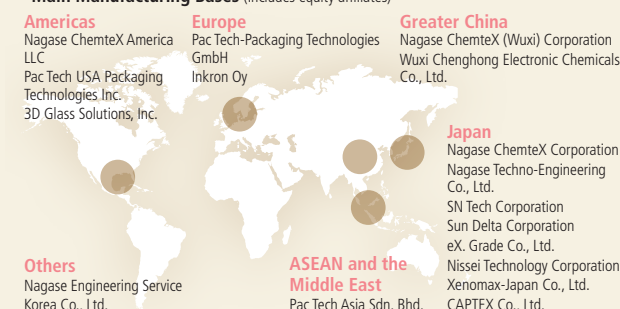 Main Manufacturing Bases (includes equity affiliates)
Americas
Nagase ChemteX America
LLC
Pac Tech USA Packaging
Technologies Inc.
3D Glass Solutions, Inc.
Europe
Pac Tech-Packaging Technologies
GmbH
Inkron Oy
Greater China
Nagase ChemteX (Wuxi) Corporation
Wuxi Chenghong Electronic Chemicals
Co., Ltd.
Japan
Nagase ChemteX Corporation
Nagase Techno-Engineering
Co., Ltd.
SN Tech Corporation
Sun Delta Corporation
eX. Grade Co., Ltd.
Nissei Technology Corporation
Xenomax-Japan Co., Ltd.
CAPTEX Co., Ltd.
Others
Nagase Engineering Service
Korea Co., Ltd.
ASEAN and the
Middle East
Pac Tech Asia Sdn. Bhd.